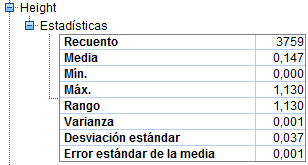 Height
Estadísticas
Recuento 3759
Media 0,147
Mín. 0,000
Máx. 1,130
Rango 1,130
Varianza 0,001
Desviación estándar 0,037
Error estándar de la media 0,001